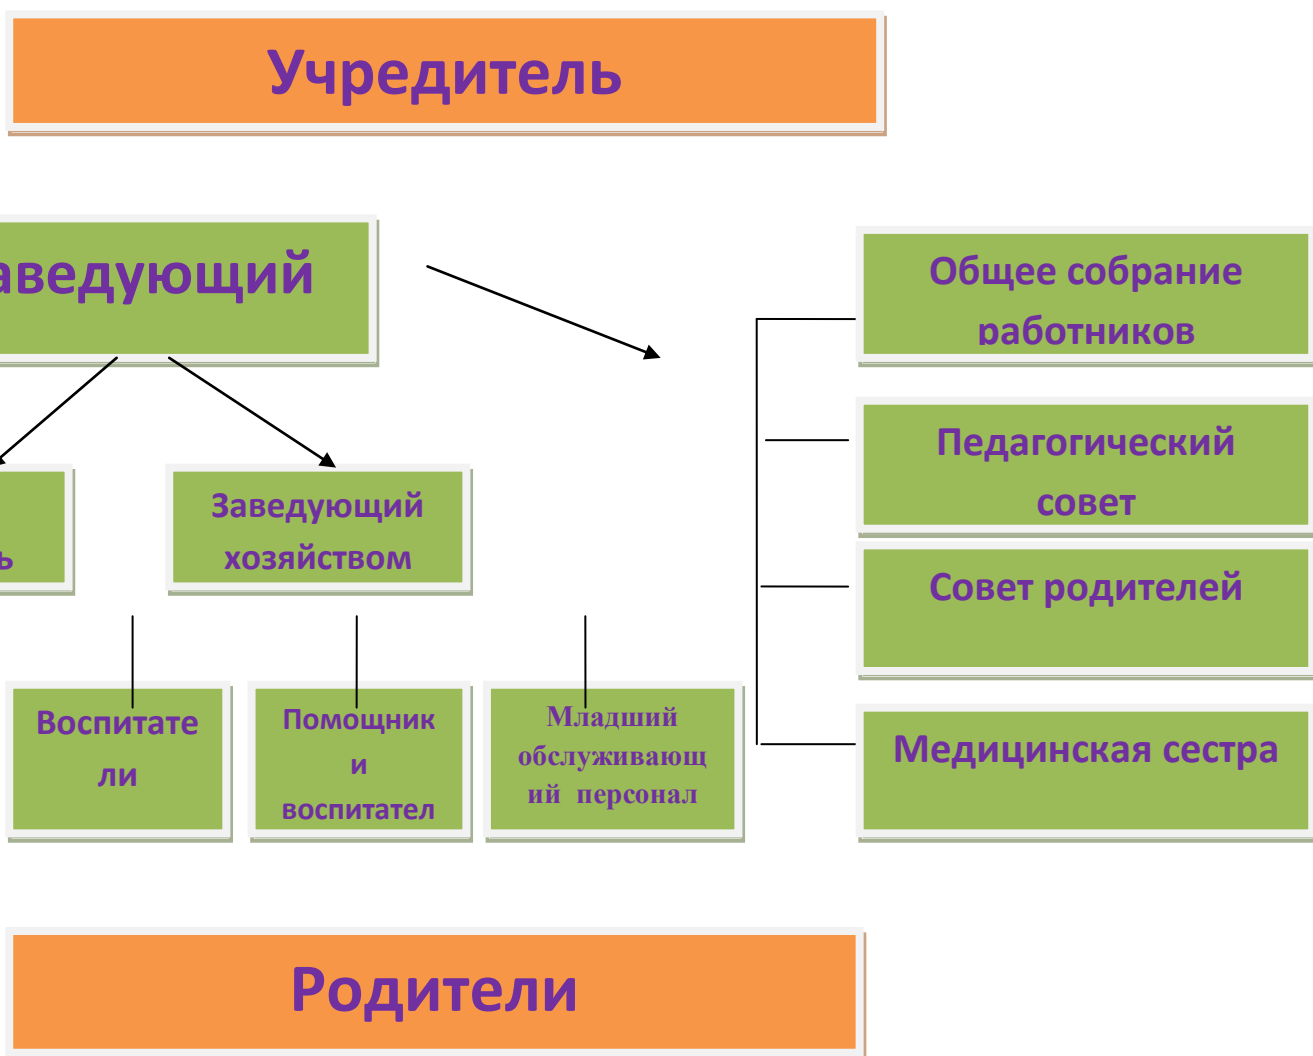 Учредитель
аведующий
Общее собрание
работников
Педагогический
совет
Заведующий
хозяйством
ь
Совет родителей
Воспитате
ли
Помощник
и
воспитател
Младший
обслуживающ
ий персонал
Медицинская сестра
Родители